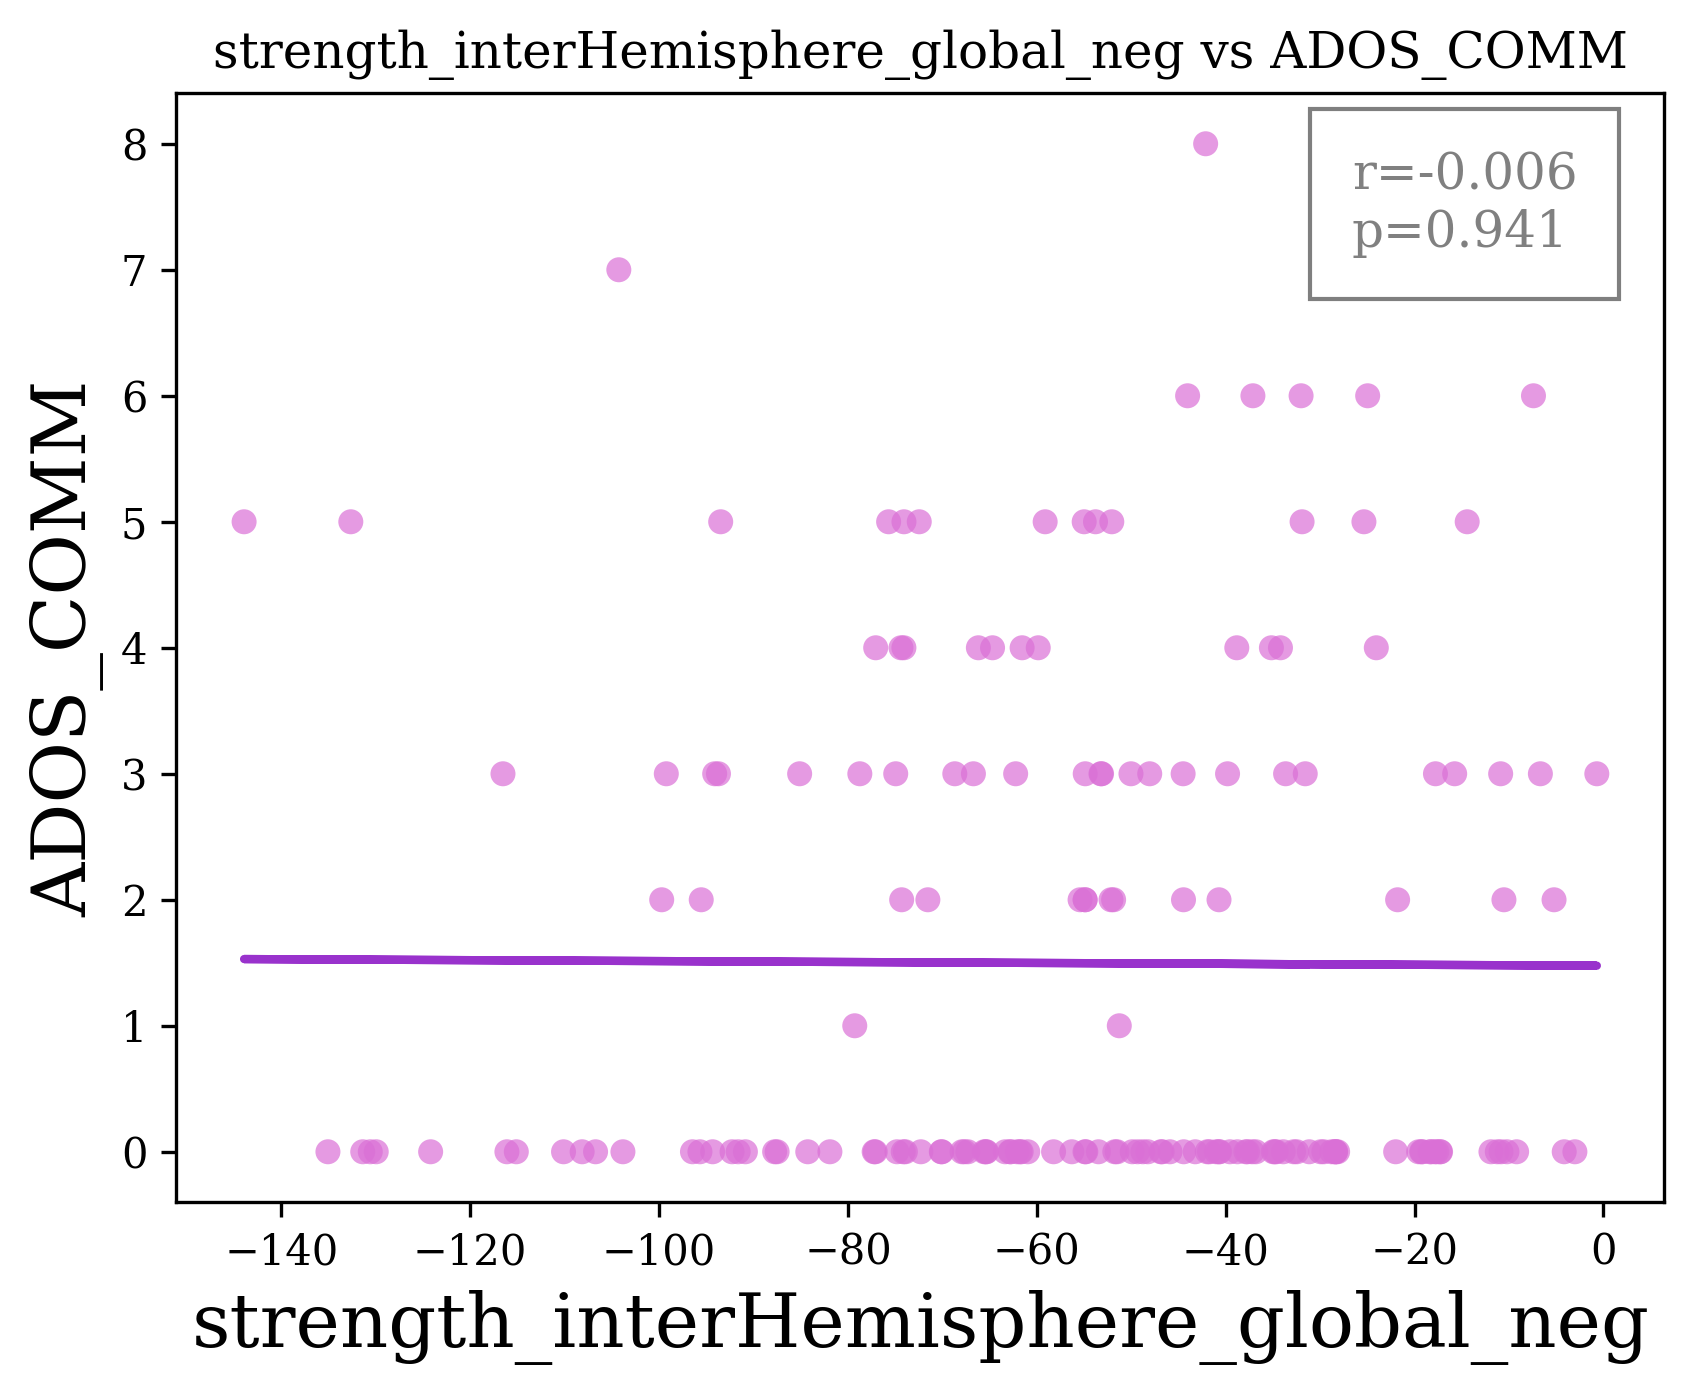 strength_interHemisphere_global_neg vs ADOS_COMM
r=-0.006
p=0.941
ADOS_COMM
8
7
6
5
4
3
2
1
0
−140 −120 −100 −80 −60 −40 −20 0
strength_interHemisphere_global_neg